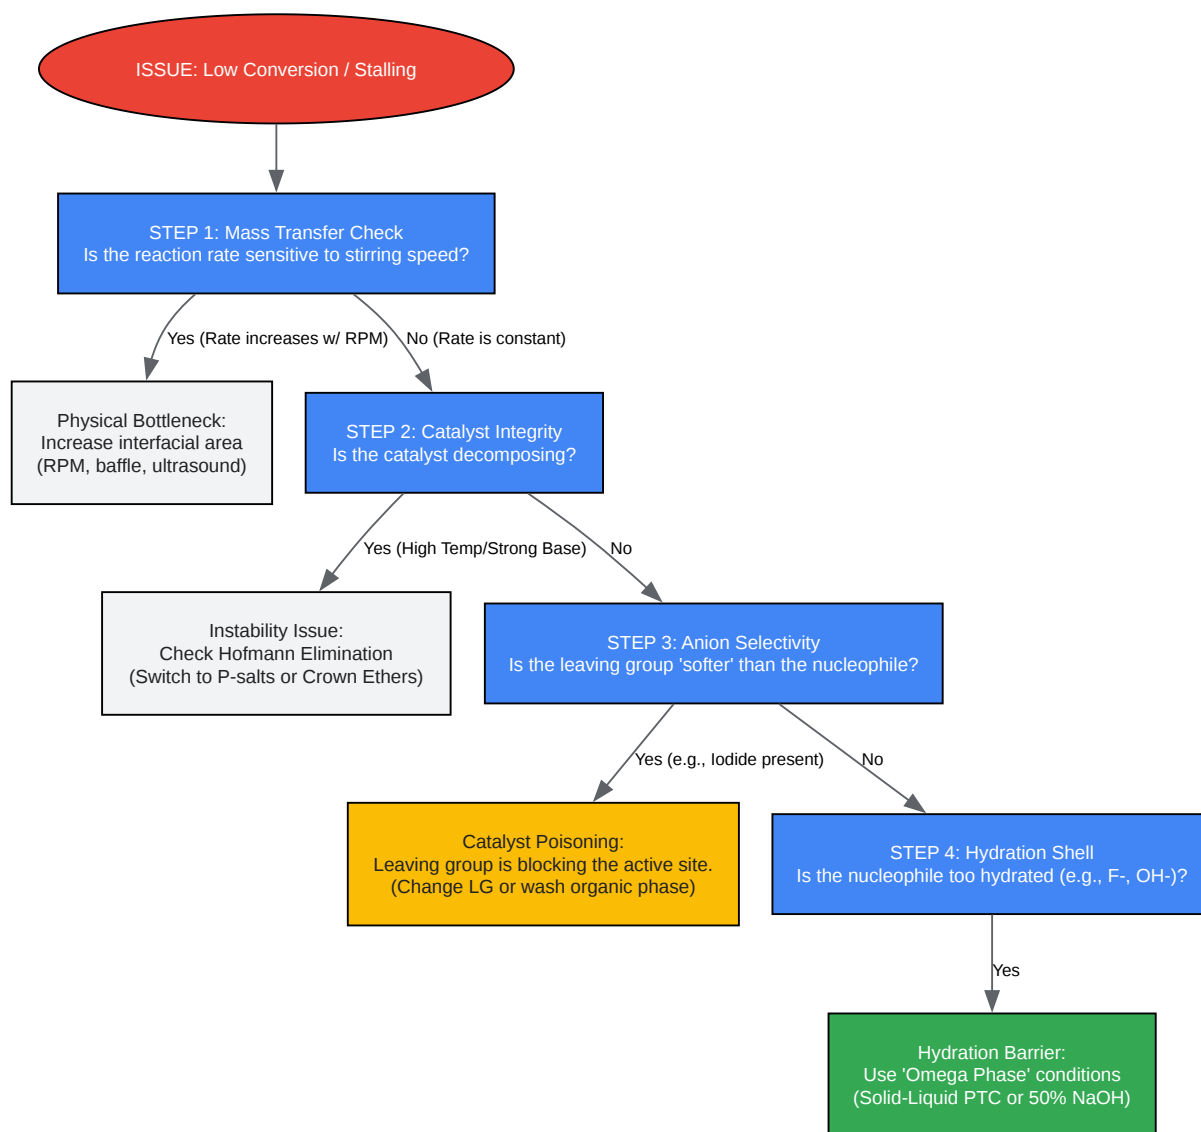 ISSUE: Low Conversion / Stalling
STEP 1: Mass Transfer Check
Is the reaction rate sensitive to stirring speed?
Yes (Rate increases w/ RPM)
No (Rate is constant)
Physical Bottleneck:
Increase interfacial area
(RPM, baffle, ultrasound)
STEP 2: Catalyst Integrity
Is the catalyst decomposing?
Yes (High Temp/Strong Base)
No
Instability Issue:
Check Hofmann Elimination
(Switch to P-salts or Crown Ethers)
STEP 3: Anion Selectivity
Is the leaving group 'softer' than the nucleophile?
Yes (e.g., Iodide present)
No
Catalyst Poisoning:
Leaving group is blocking the active site.
(Change LG or wash organic phase)
STEP 4: Hydration Shell
Is the nucleophile too hydrated (e.g., F-, OH-)?
Yes
Hydration Barrier:
Use 'Omega Phase' conditions
(Solid-Liquid PTC or 50% NaOH)